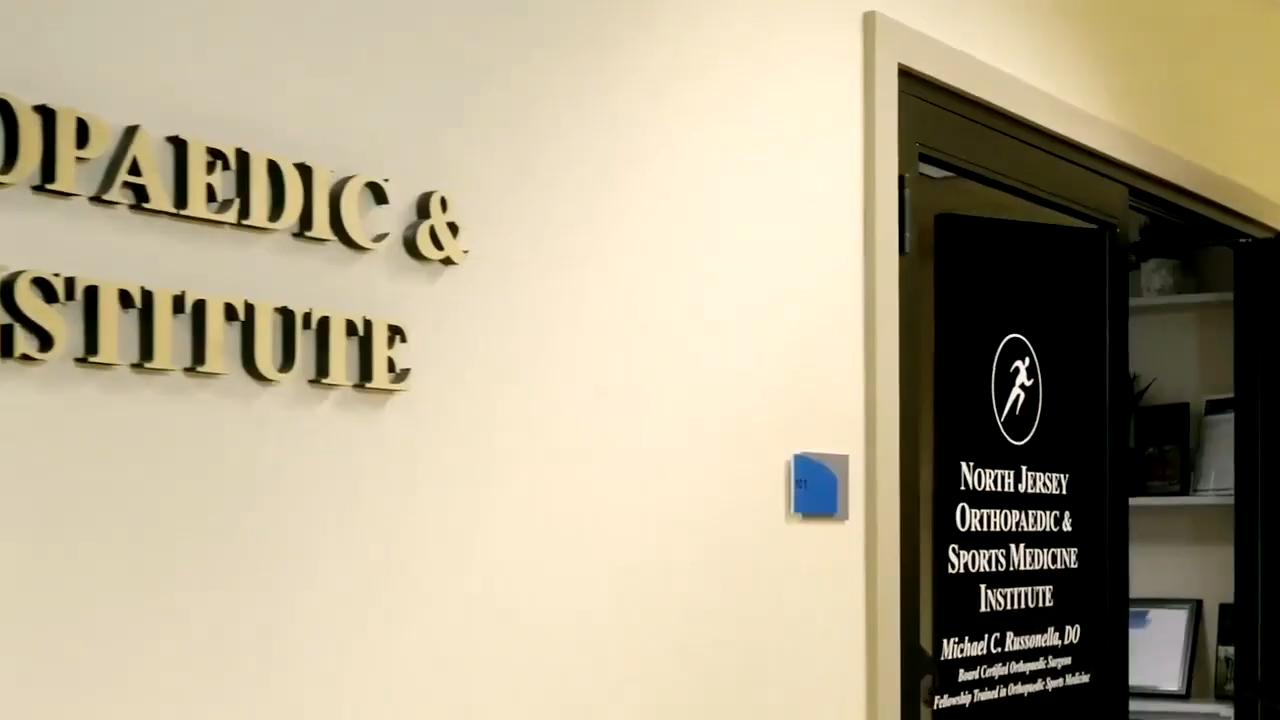 OPAEDIC &
STITUTE
101
NORTH JERSEY
ORTHOPAEDIC &
SPORTS MEDICINE
INSTITUTE
Michael C. Russonella, DO
Board Certified Orthopaedic Surgeon
Fellowship Trained in Orthopaedic Sports Medicine